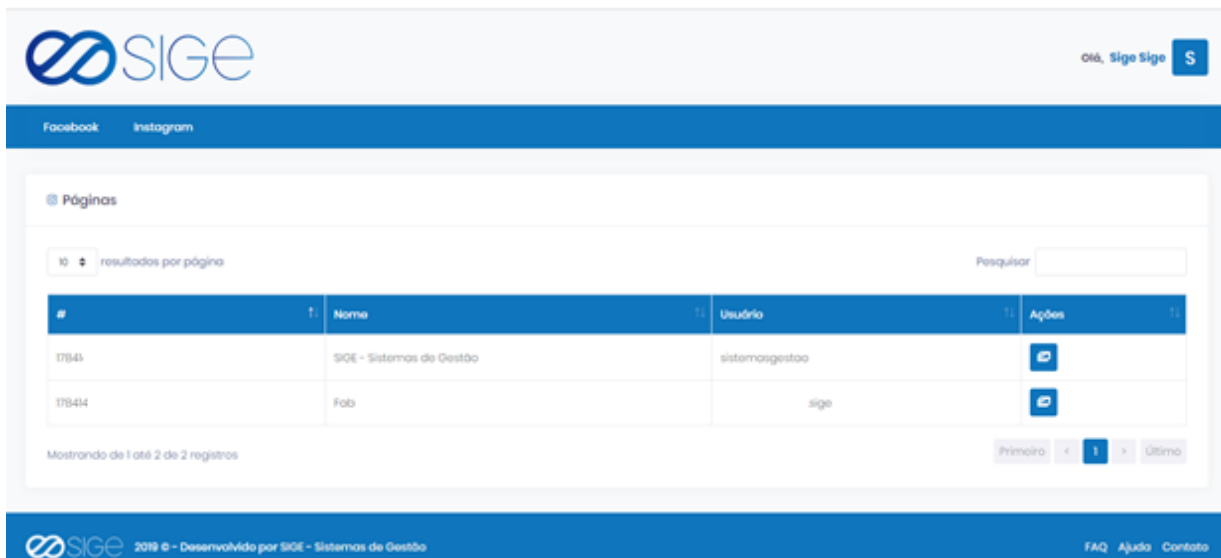 SIGE
Olá, Sige Sige S
Facebook Instagram
Páginas
10 resultados por página Pesquisar
# Nome Usuário Ações
SIGE - Sistemas de Gestão sistemasgestao
178414 Fab sige
Mostrando de 1 até 2 de 2 registros Primeiro < 1 > Último
SIGE 2019 © - Desenvolvido por SIGE - Sistemas de Gestão FAQ Ajuda Contato